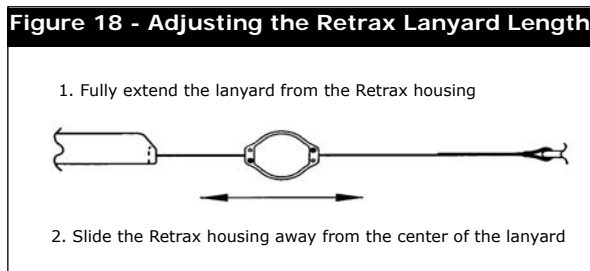 Figure 18 - Adjusting the Retrax Lanyard Length
1. Fully extend the lanyard from the Retrax housing
2. Slide the Retrax housing away from the center of the lanyard